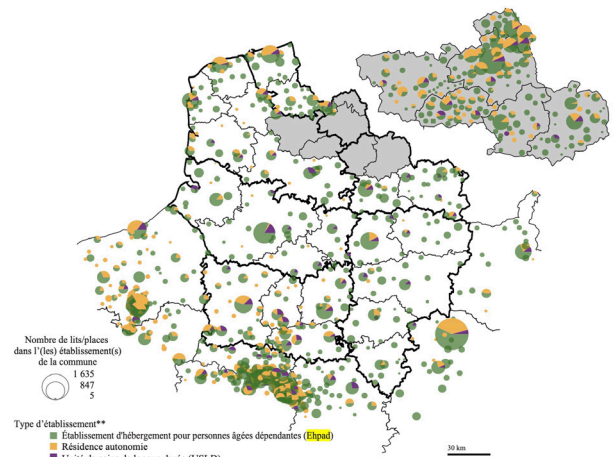 Nombre de lits/places
dans l'(les) établissement(s)
de la commune
1 635
847
5
Type d'établissement**
Établissement d'hébergement pour personnes âgées dépendantes (Ehpad)
Résidence autonomie
30 km